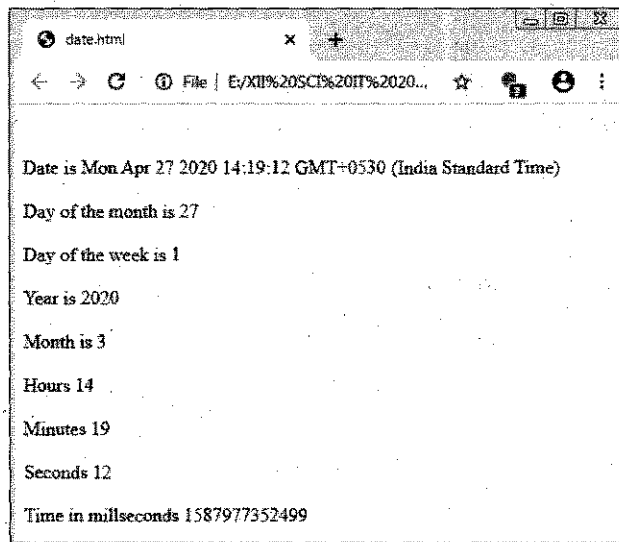 date.html
File | E:/XII%20SCI%20IT%2020...
Date is Mon Apr 27 2020 14:19:12 GMT+0530 (India Standard Time)
Day of the month is 27
Day of the week is 1
Year is 2020
Month is 3
Hours 14
Minutes 19
Seconds 12
Time in millseconds 1587977352499